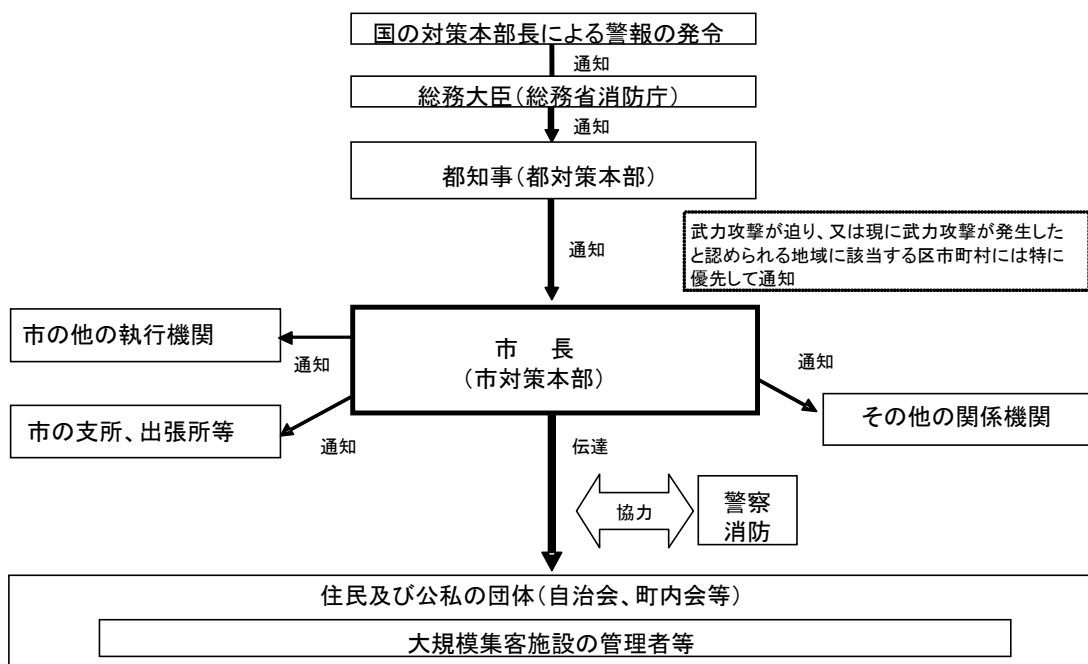 国の対策本部長による警報の発令
通知
総務大臣(総務省消防庁)
通知
都知事(都対策本部)
通知
武力攻撃が迫り、又は現に武力攻撃が発生した
と認められる地域に該当する区市町村には特に
優先して通知
市の他の執行機関
通知
市 長
(市対策本部)
通知
市の支所、出張所等
通知
その他の関係機関
伝達
協力
警察
消防
住民及び公私の団体(自治会、町内会等)
大規模集客施設の管理者等